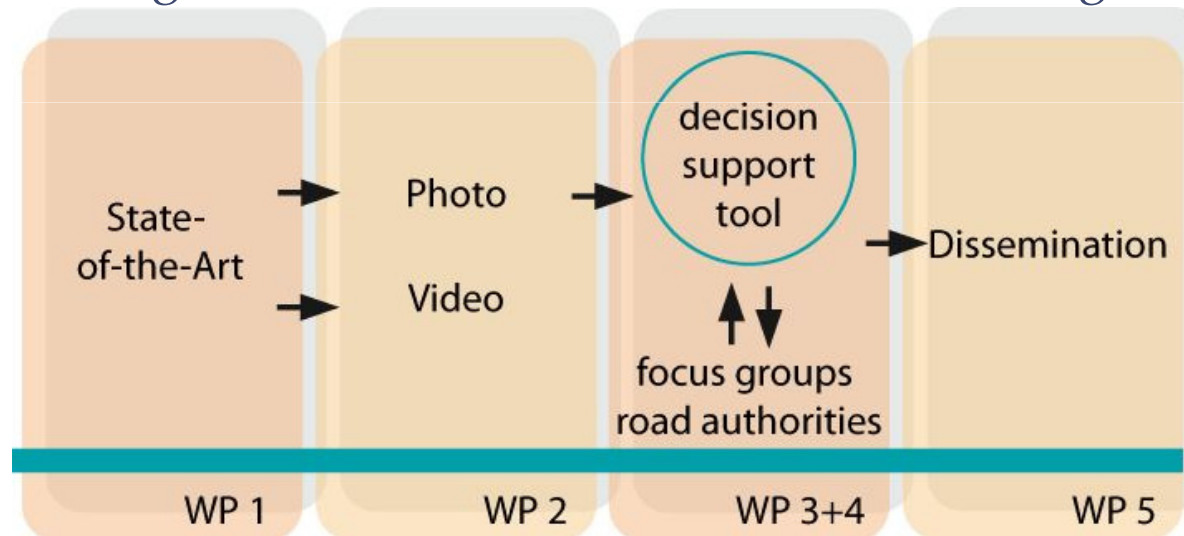 State-
of-the-Art
Photo
Video
decision
support
tool
focus groups
road authorities
Dissemination
WP 1
WP 2
WP 3+4
WP 5